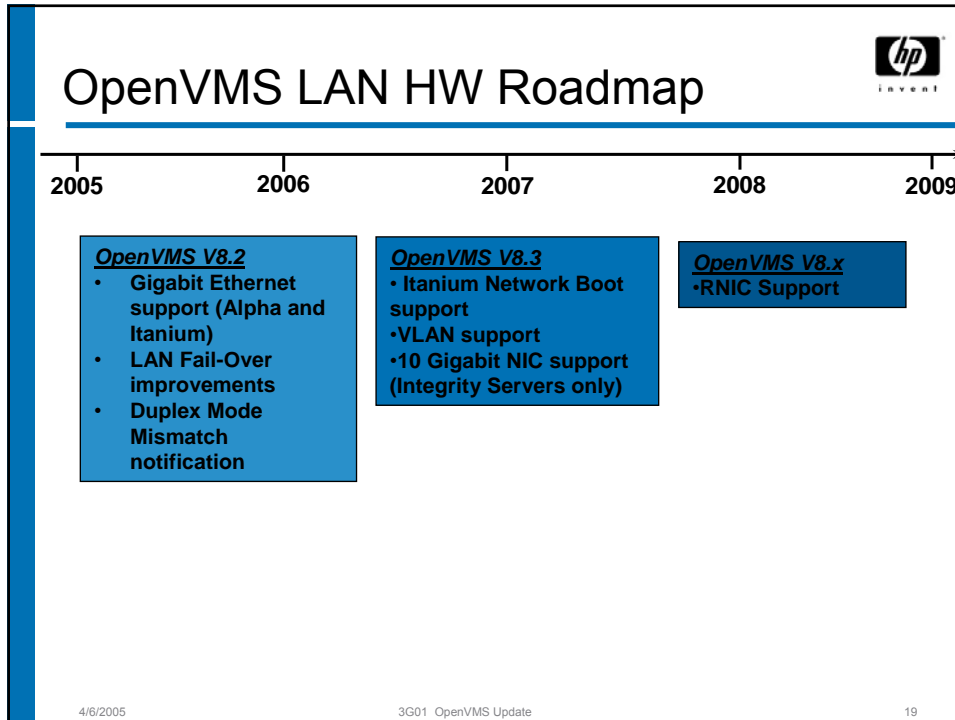 OpenVMS LAN HW Roadmap
hp
invent
2005 2006 2007 2008 2009
OpenVMS V8.2
• Gigabit Ethernet
support (Alpha and
Itanium)
• LAN Fail-Over
improvements
• Duplex Mode
Mismatch
notification
OpenVMS V8.3
• Itanium Network Boot
support
•VLAN support
•10 Gigabit NIC support
(Integrity Servers only)
OpenVMS V8.x
•RNIC Support
4/6/2005 3G01 OpenVMS Update 19